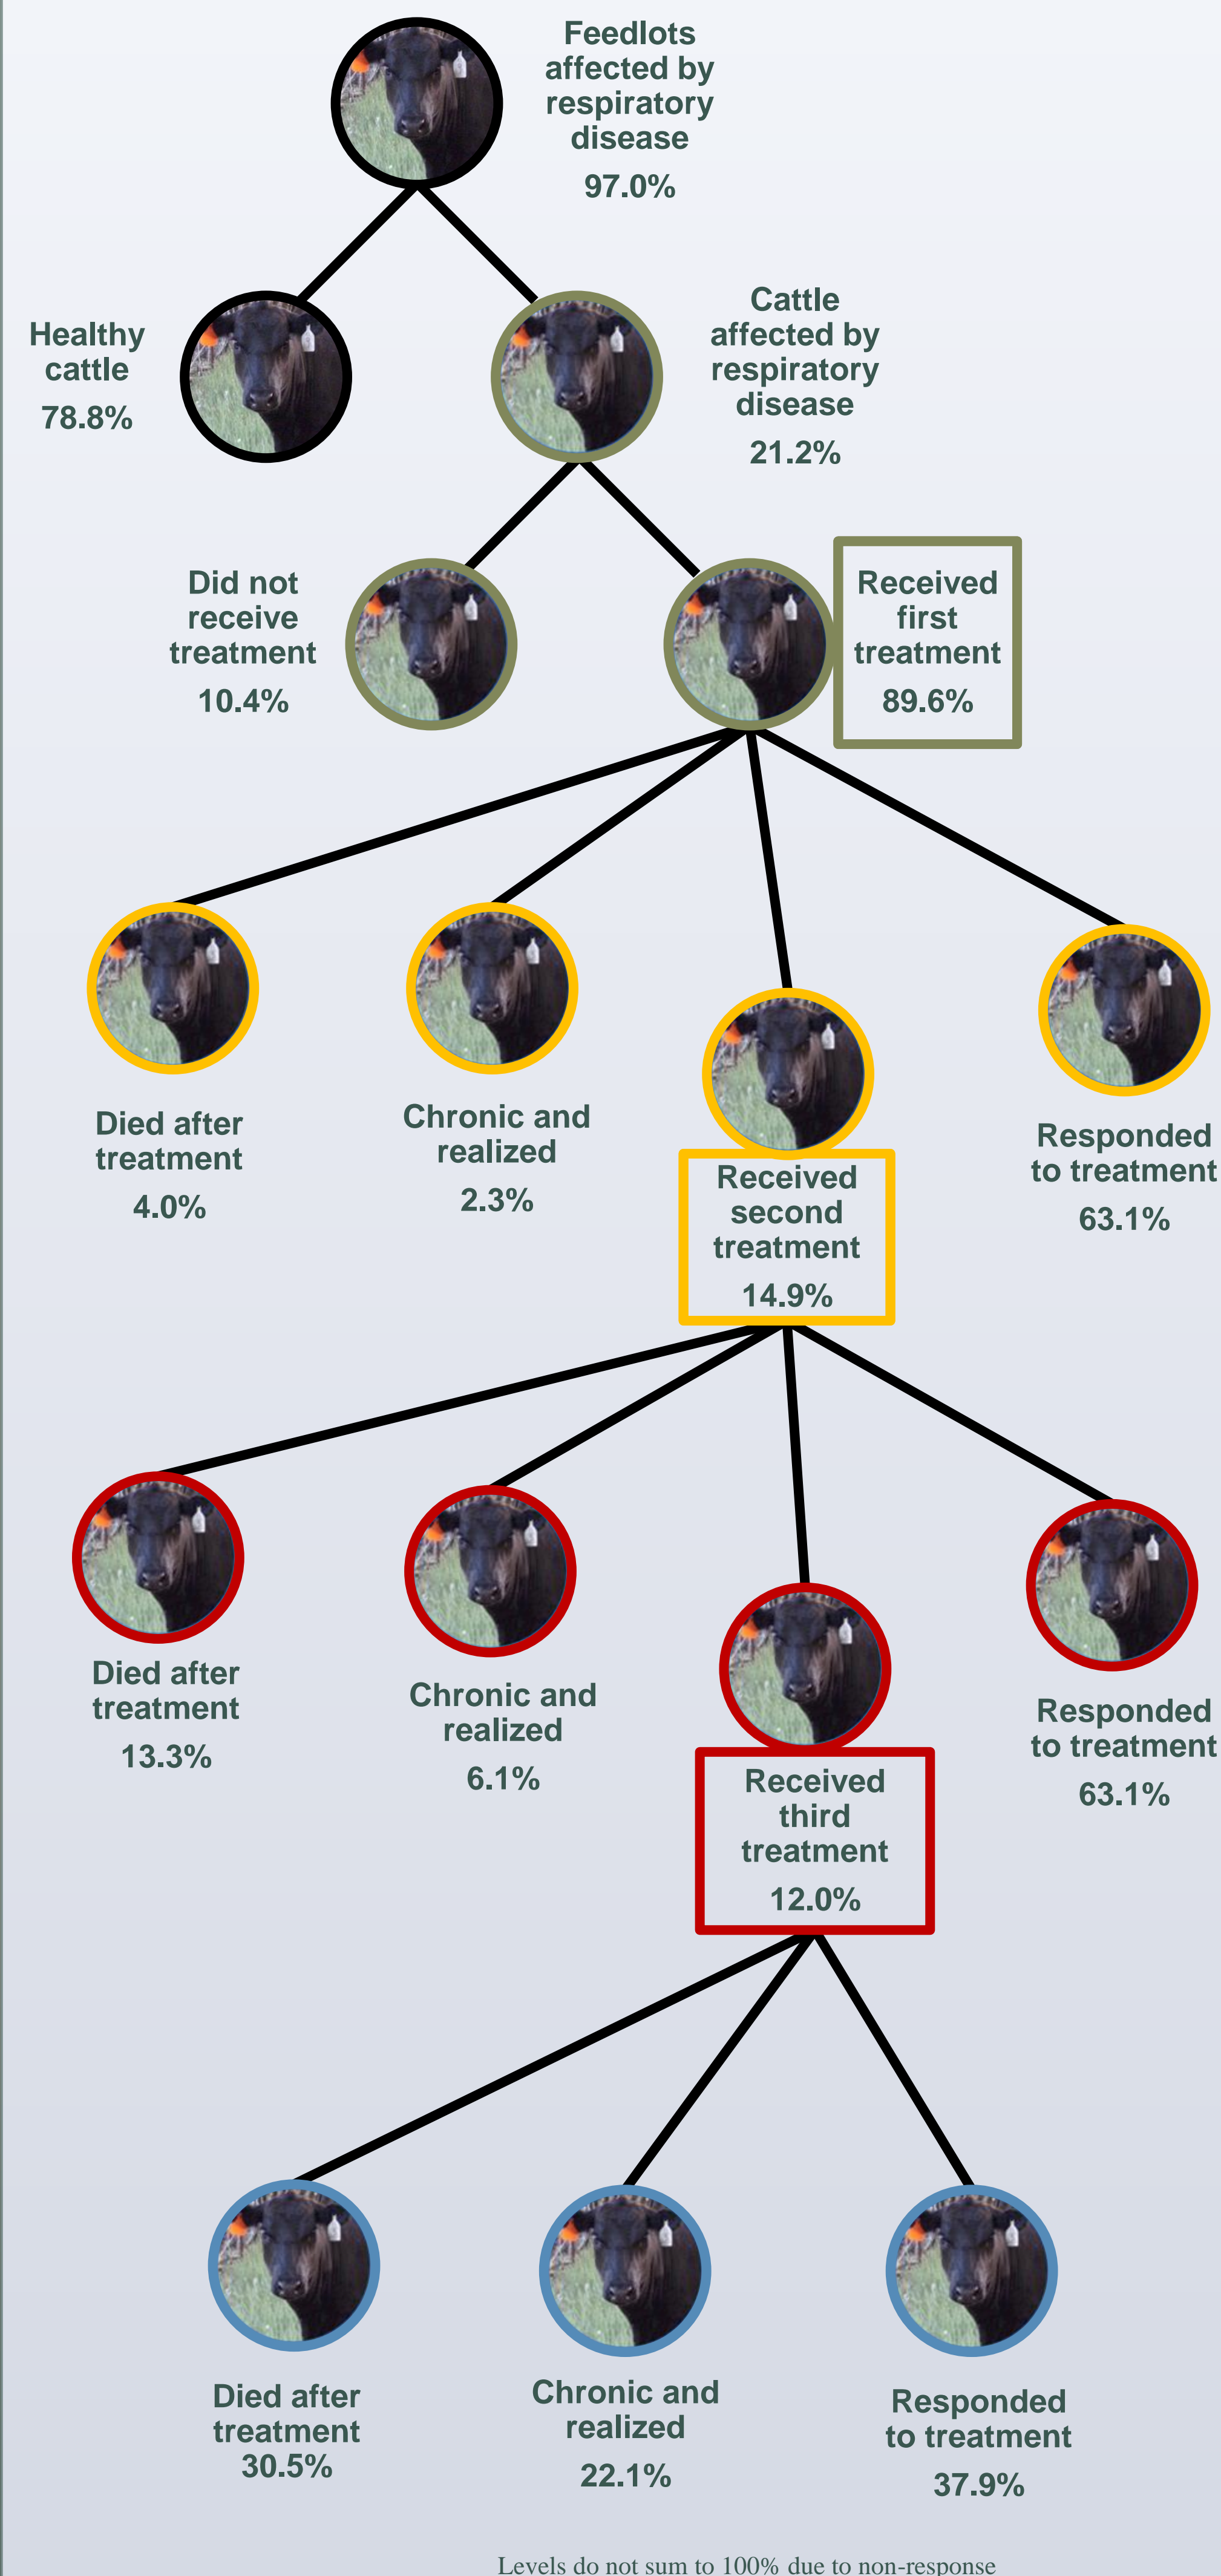 Feedlots
affected by
respiratory
disease
97.0%
Healthy
cattle
78.8%
Cattle
affected by
respiratory
disease
21.2%
Did not
receive
treatment
10.4%
Received
first
treatment
89.6%
Died after
treatment
4.0%
Chronic and
realized
2.3%
Received
second
treatment
14.9%
Responded
to treatment
63.1%
Died after
treatment
13.3%
Chronic and
realized
6.1%
Received
third
treatment
12.0%
Responded
to treatment
63.1%
Died after
treatment
30.5%
Chronic and
realized
22.1%
Responded
to treatment
37.9%
Levels do not sum to 100% due to non-response